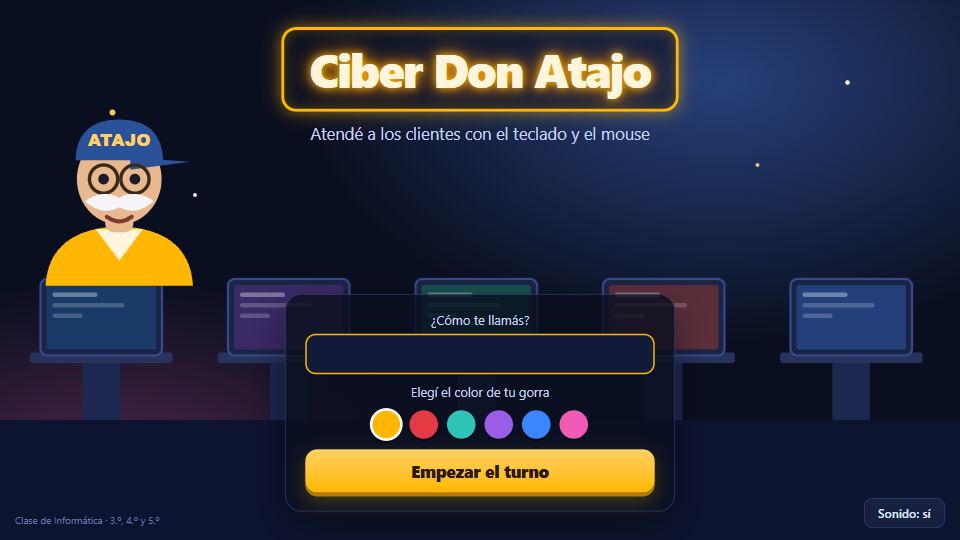 Ciber Don Atajo
Atendé a los clientes con el teclado y el mouse
ATAJO
¿Cómo te llamás?
Elegí el color de tu gorra
Empezar el turno
Clase de Informática · 3.º, 4.º y 5.º
Sonido: sí